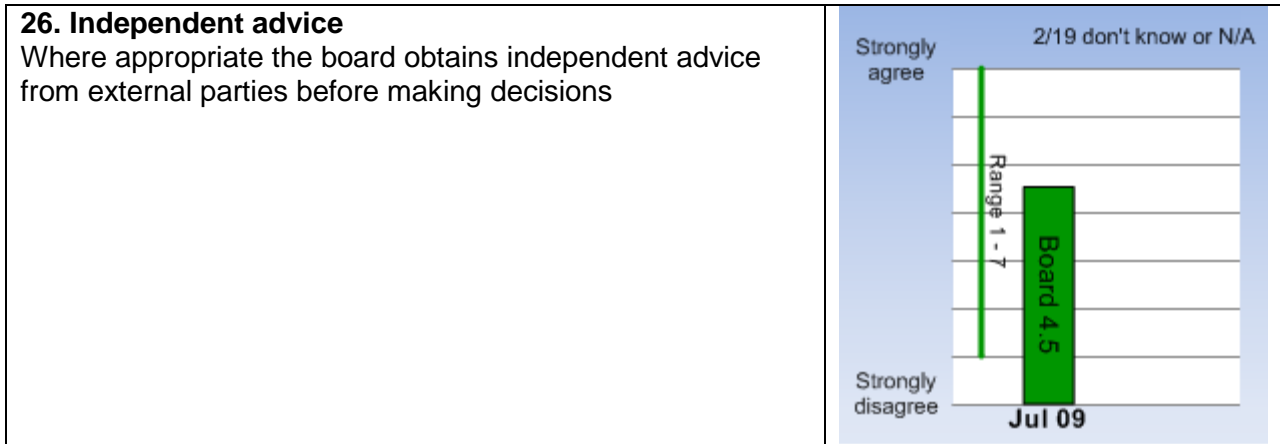 26. Independent advice
Where appropriate the board obtains independent advice
from external parties before making decisions
2/19 don't know or N/A
Strongly
agree
Range 1 - 7
Board 4.5
Strongly
disagree
Jul 09